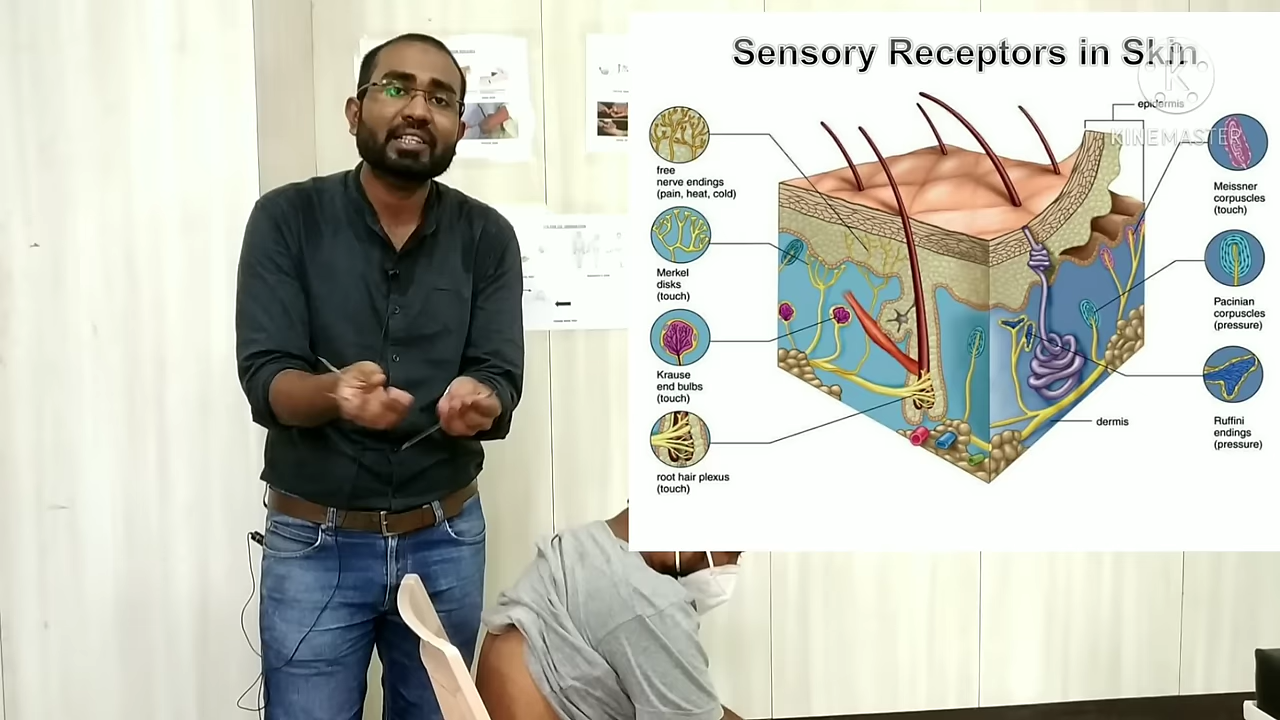 Sensory Receptors in Skin
epidermis
KINEMASTER
free
nerve endings
(pain, heat, cold)
Merkel
disks
(touch)
Krause
end bulbs
(touch)
root hair plexus
(touch)
Meissner
corpuscles
(touch)
Pacinian
corpuscles
(pressure)
Ruffini
endings
(pressure)
dermis